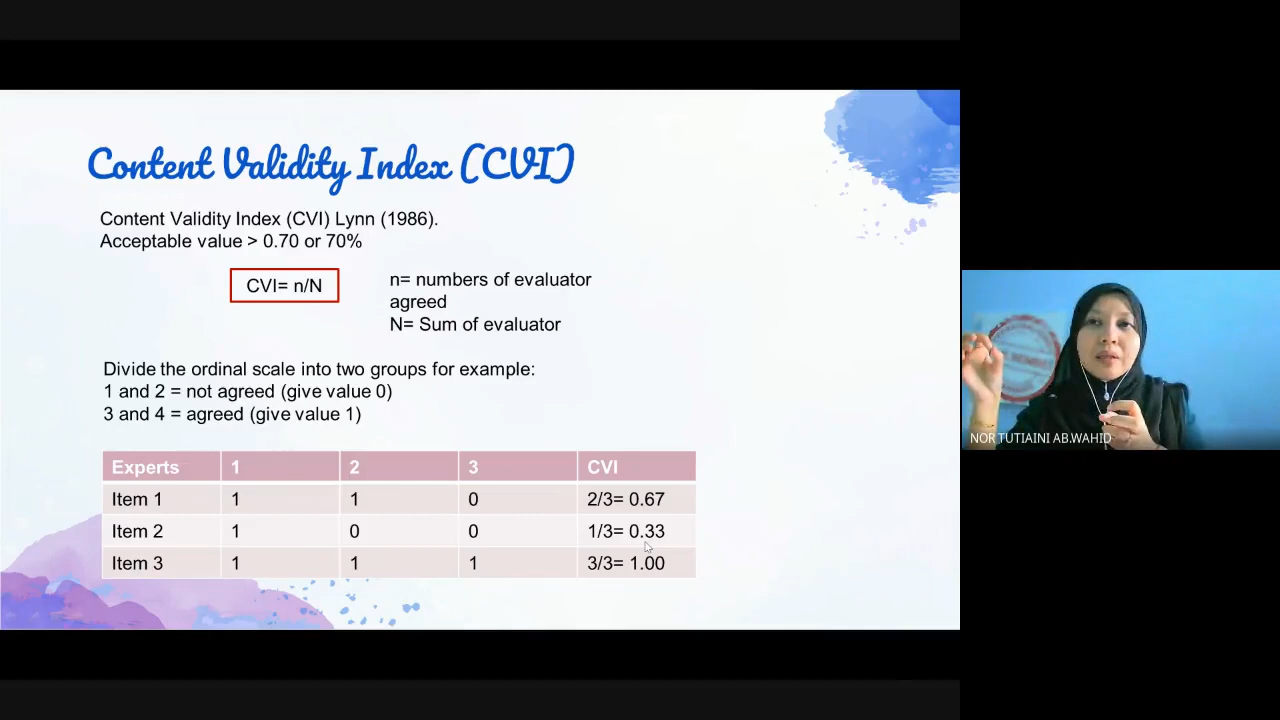 Content Validity Index (CVI)
Content Validity Index (CVI) Lynn (1986).
Acceptable value > 0.70 or 70%
CVI= n/N
n= numbers of evaluator
agreed
N= Sum of evaluator
Divide the ordinal scale into two groups for example:
1 and 2 = not agreed (give value 0)
3 and 4 = agreed (give value 1)
Experts 1 2 3 CVI
Item 1 1 1 0 2/3= 0.67
Item 2 1 0 0 1/3= 0.33
Item 3 1 1 1 3/3= 1.00
NOR TUTIAINI AB.WAHID